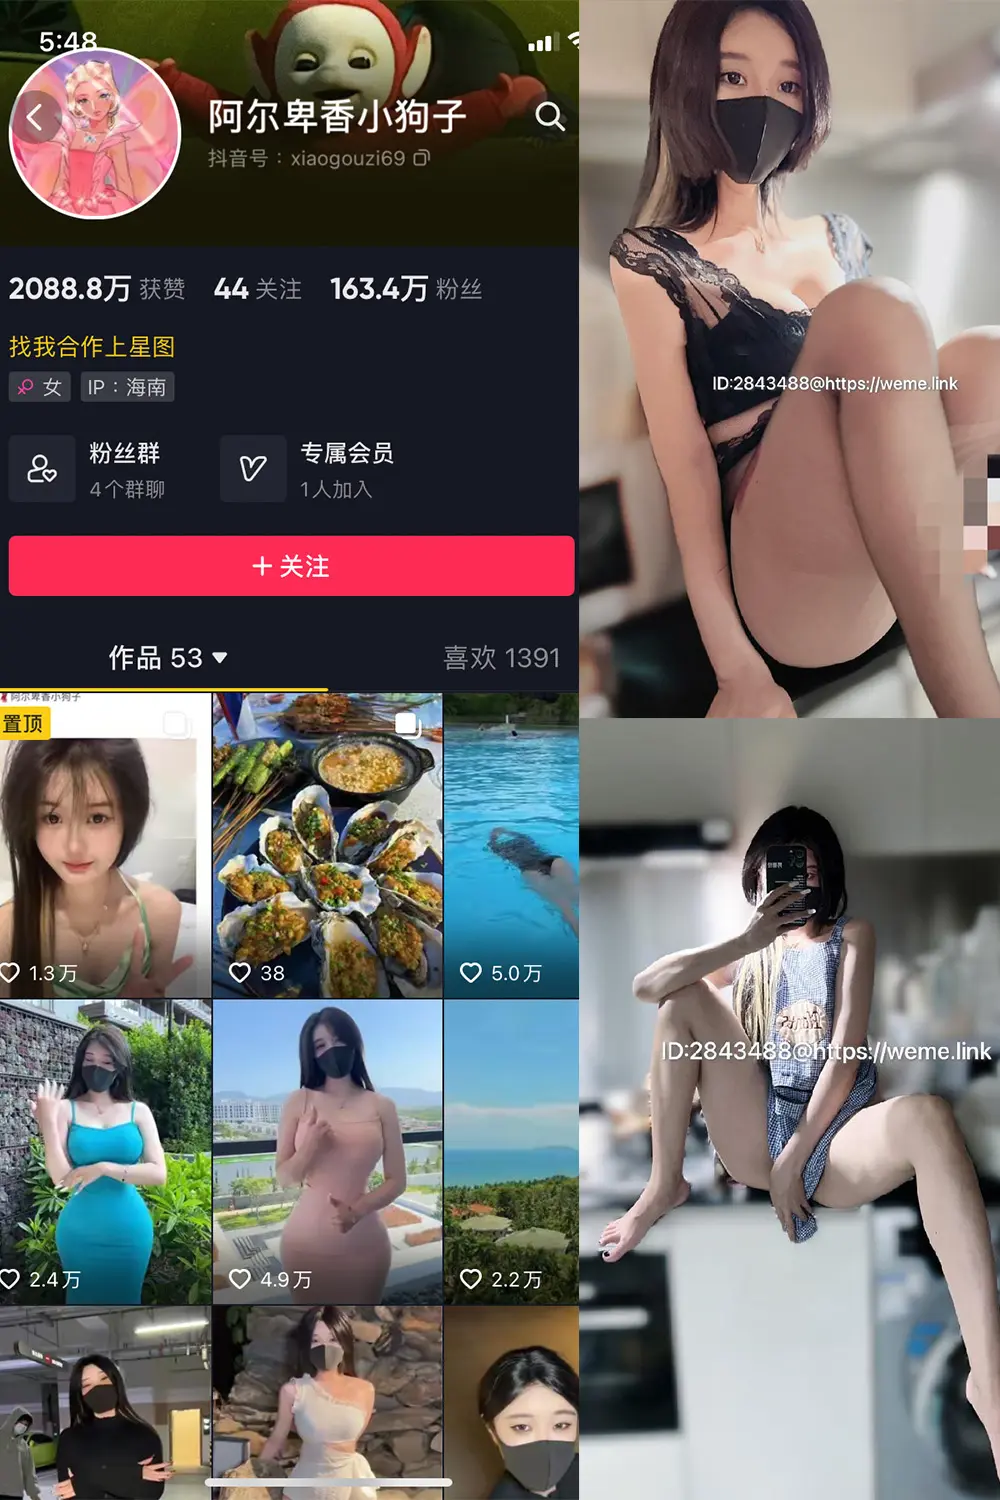 5:48
阿尔卑香小狗子
抖音号：xiaogouzi69
2088.8万 获赞 44 关注 163.4万 粉丝
找我合作上星图
女 IP：海南
粉丝群
4个群聊
专属会员
1人加入
+ 关注
作品 53
喜欢 1391
阿尔卑香小狗子
置顶
1.3万
38
5.0万
2.4万
4.9万
2.2万
ID:2843488@https://weme.link
ID:2843488@https://weme.link